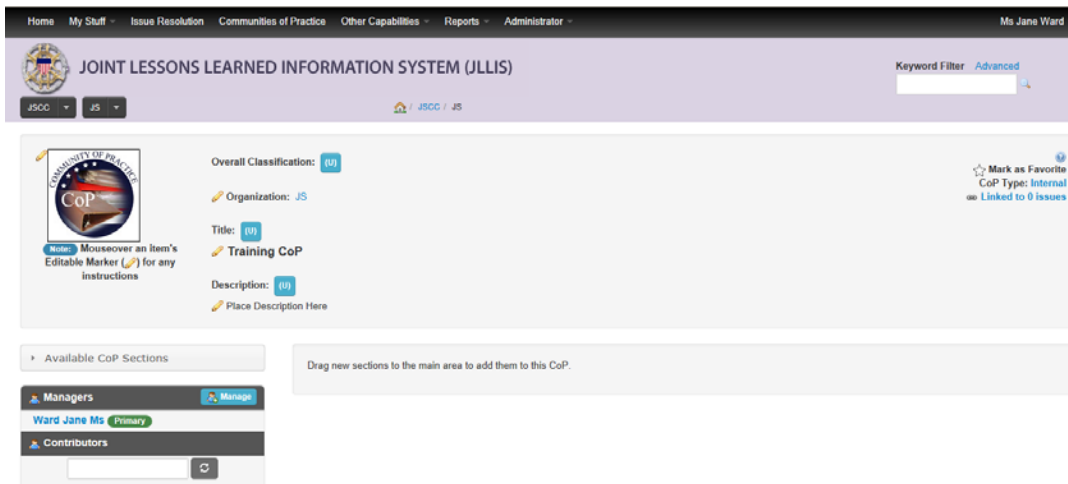 Home My Stuff Issue Resolution Communities of Practice Other Capabilities Reports Administrator Ms Jane Ward
JOINT LESSONS LEARNED INFORMATION SYSTEM (JLLIS)
Keyword Filter Advanced
JSCC JS / JSCC / JS
COMMUNITY OF PRACTICE
CoP
Note: Mouseover an item's
Editable Marker ( ) for any
instructions
Overall Classification: (U)
Organization: JS
Title: (U)
Training CoP
Description: (U)
Place Description Here
Mark as Favorite
CoP Type: Internal
Linked to 0 issues
Available CoP Sections
Drag new sections to the main area to add them to this CoP.
Managers Manage
Ward Jane Ms Primary
Contributors